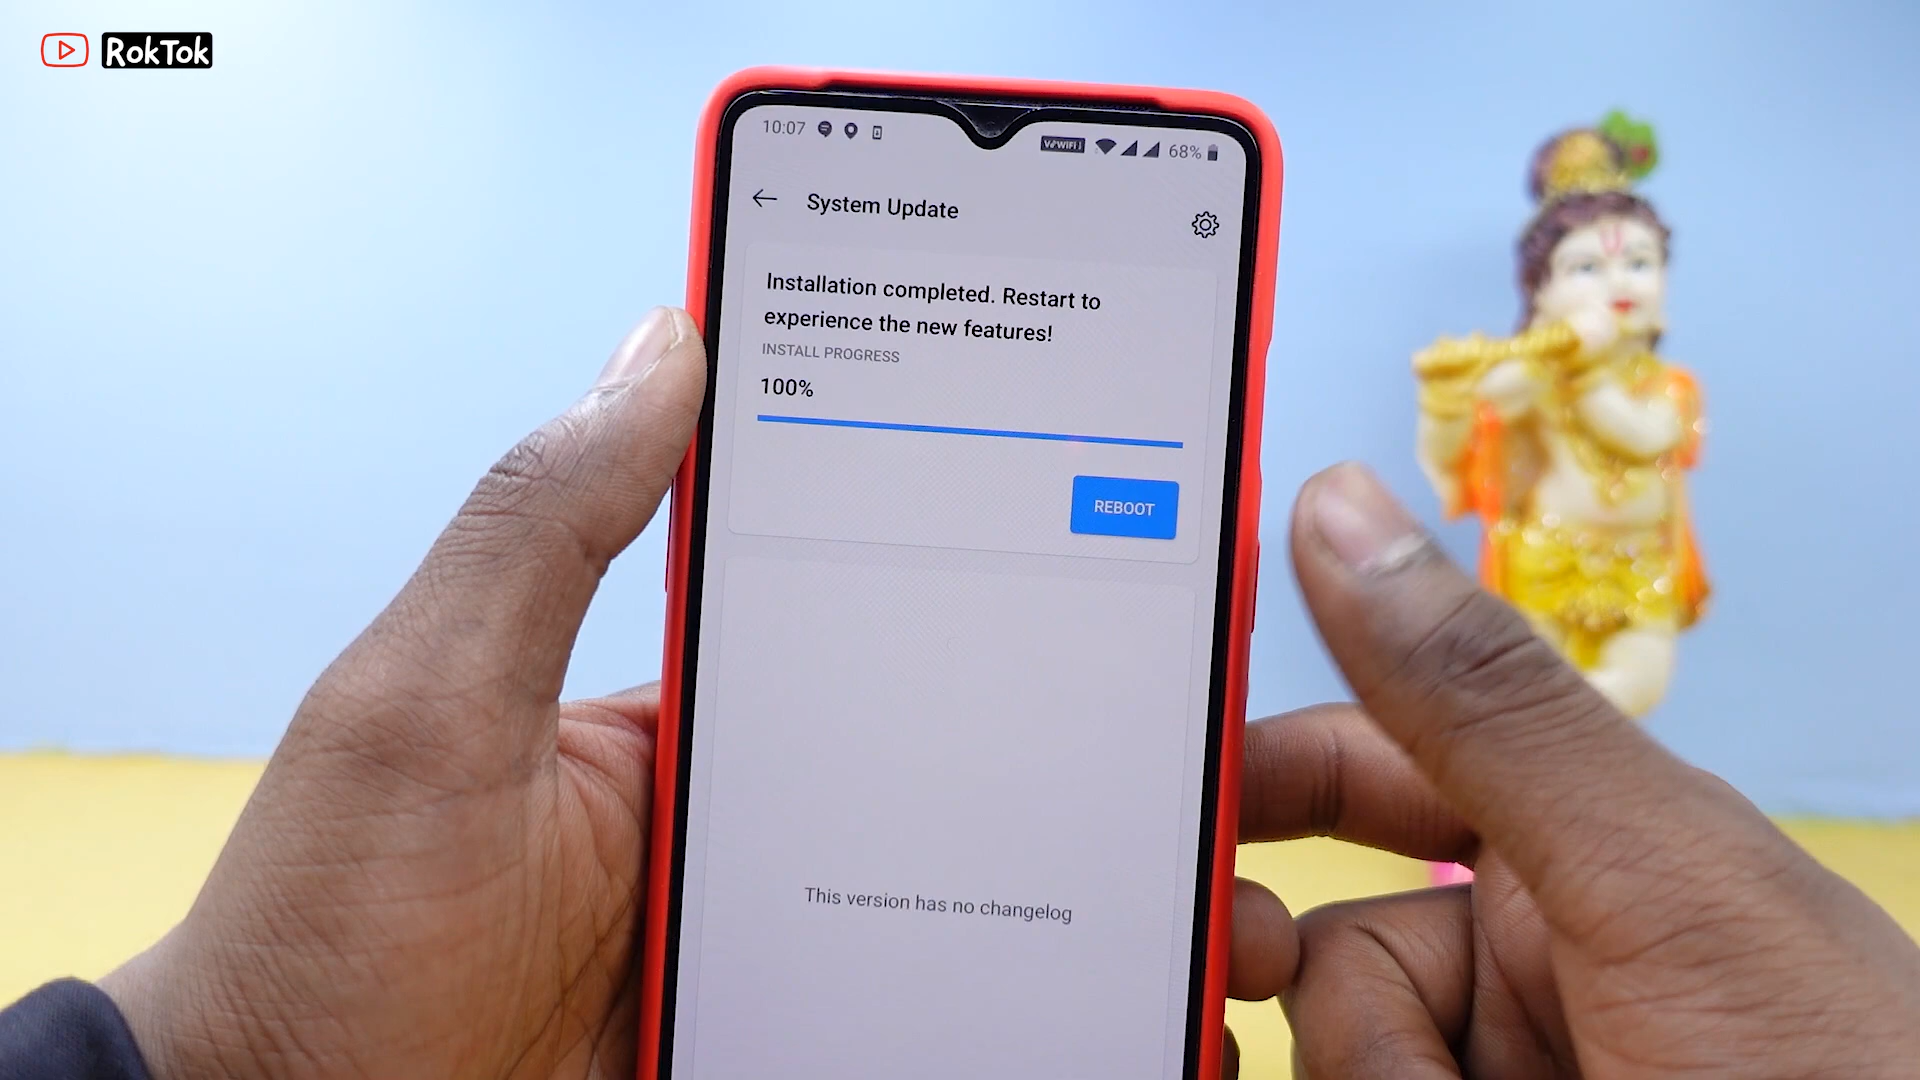 RokTok
10:07
68%
System Update
Installation completed. Restart to
experience the new features!
INSTALL PROGRESS
100%
REBOOT
This version has no changelog